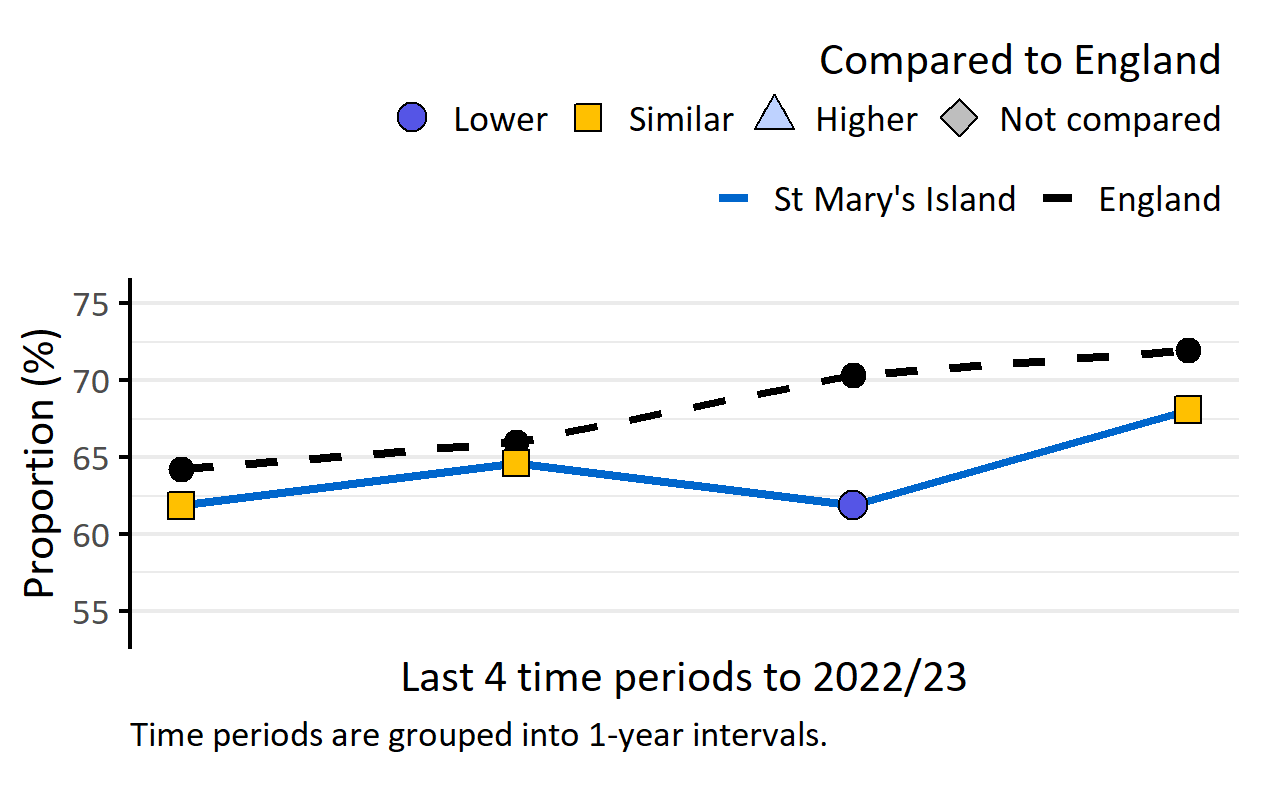 Compared to England
Lower Similar Higher Not compared
St Mary's Island England
75
70
65
60
55
Proportion (%)
Last 4 time periods to 2022/23
Time periods are grouped into 1-year intervals.